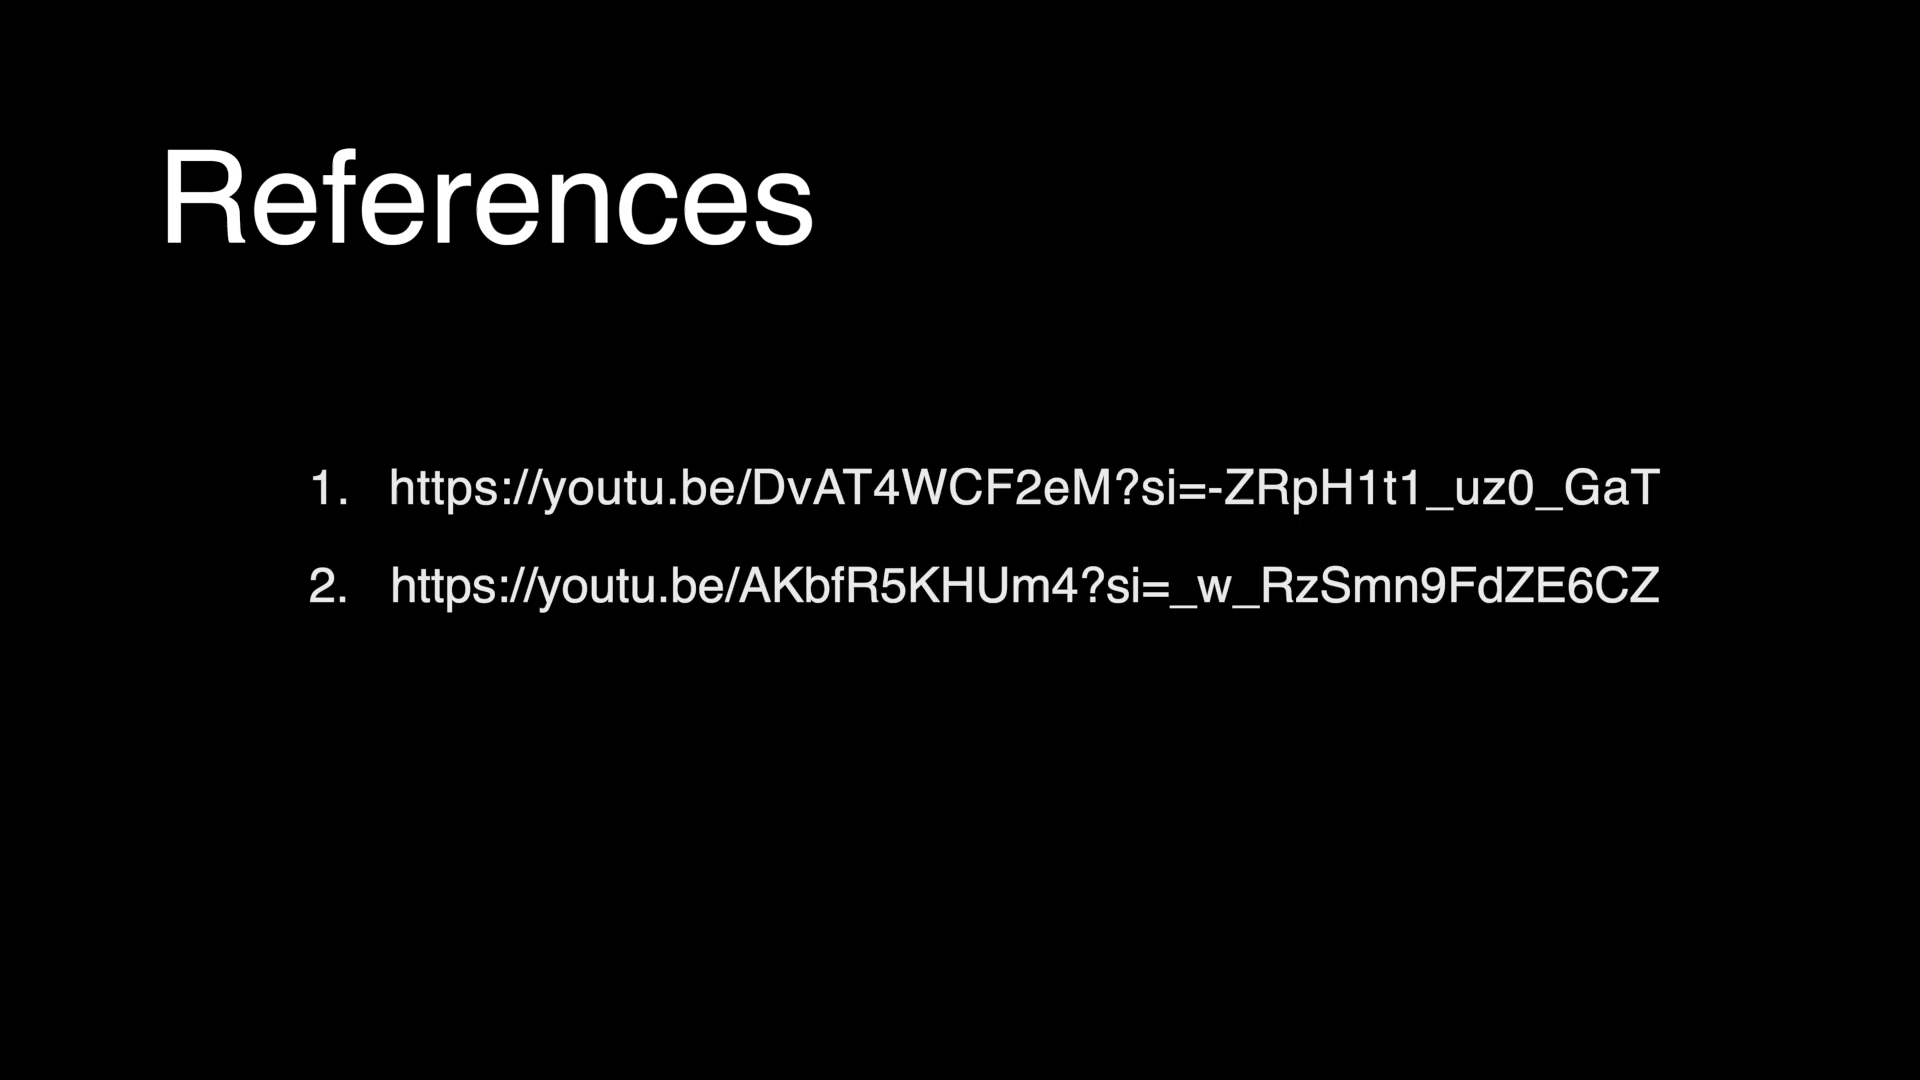 References
1. https://youtu.be/DvAT4WCF2eM?si=-ZRpH1t1_uz0_GaT
2. https://youtu.be/AKbfR5KHUm4?si=_w_RzSmn9FdZE6CZ